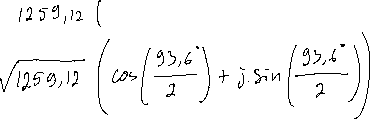 1259,12 (
√1259,12 (cos(93,6°/2) + j.sin(93,6°/2))